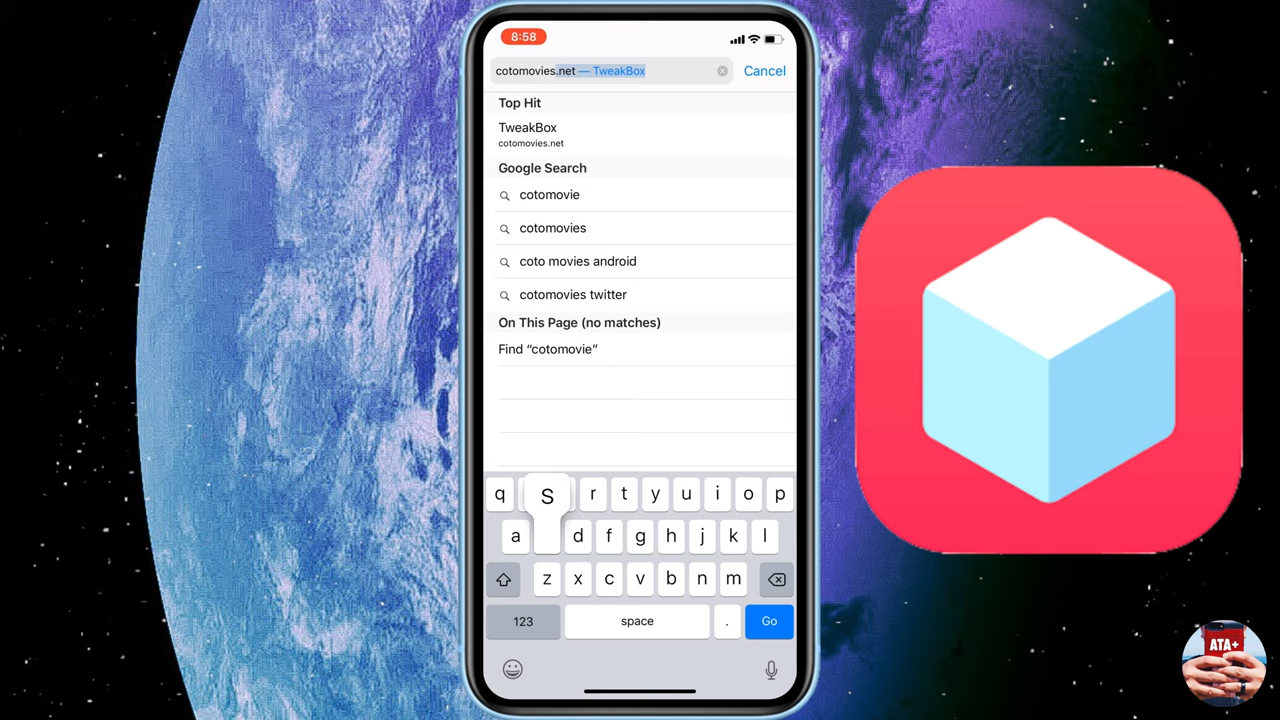 8:58
cotomovies.net — TweakBox
Cancel
Top Hit
TweakBox
cotomovies.net
Google Search
cotomovie
cotomovies
coto movies android
cotomovies twitter
On This Page (no matches)
Find “cotomovie”
q S r t y u i o p
a d f g h j k l
z x c v b n m
123 space . Go
ATA+